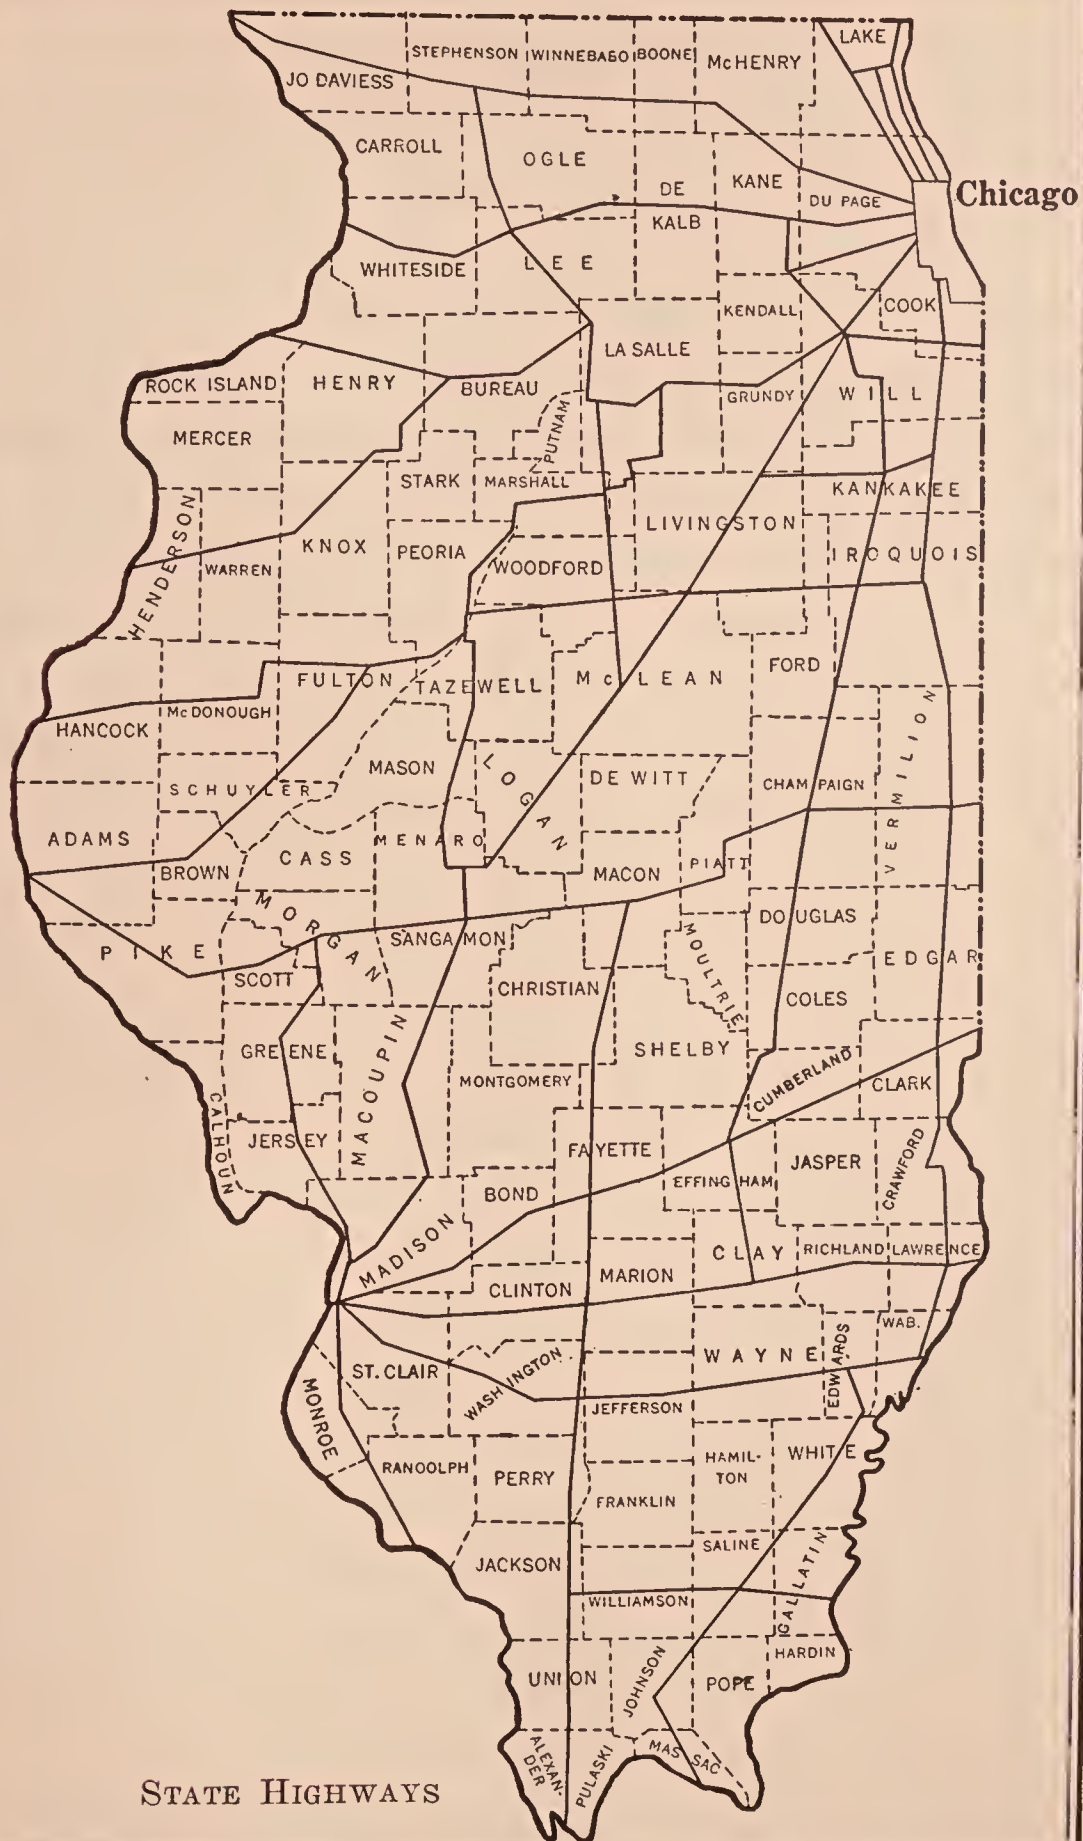 LAKE
STEPHENSON
WINNEBAGO
BOONE
McHENRY
JO DAVIESS
CARROLL
OGLE
DE
KALB
KANE
DU PAGE
Chicago
WHITESIDE
LEE
KENDALL
COOK
LA SALLE
ROCK ISLAND
HENRY
BUREAU
GRUNDY
WILL
MERCER
PUTNAM
STARK
MARSHALL
KANKAKEE
HENDERSON
LIVINGSTON
KNOX
PEORIA
WARREN
WOODFORD
IROQUOIS
FORD
FULTON
TAZEWELL
McLEAN
McDONOUGH
HANCOCK
MASON
LOGAN
DE WITT
CHAMPAIGN
VERMILION
SCHUYLER
ADAMS
BROWN
CASS
MENARO
MACON
PIATT
MORGAN
DOUGLAS
PIKE
SANGAMON
MOULTRIE
EDGAR
SCOTT
CHRISTIAN
COLES
GREENE
MACOUPIN
SHELBY
MONTGOMERY
CUMBERLAND
CLARK
CALHOUN
JERSEY
FAYETTE
JASPER
CRAWFORD
BOND
EFFINGHAM
MADISON
CLAY
RICHLAND
LAWRENCE
MARION
CLINTON
WAB.
WAYNE
EDWARDS
ST. CLAIR
WASHINGTON
MONROE
JEFFERSON
WHITE
HAMIL-
TON
RANOOLPH
PERRY
FRANKLIN
SALINE
JACKSON
GALLATIN
WILLIAMSON
HARDIN
UNION
JOHNSON
POPE
ALEXAN-
DER
PULASKI
MASSAC
STATE HIGHWAYS